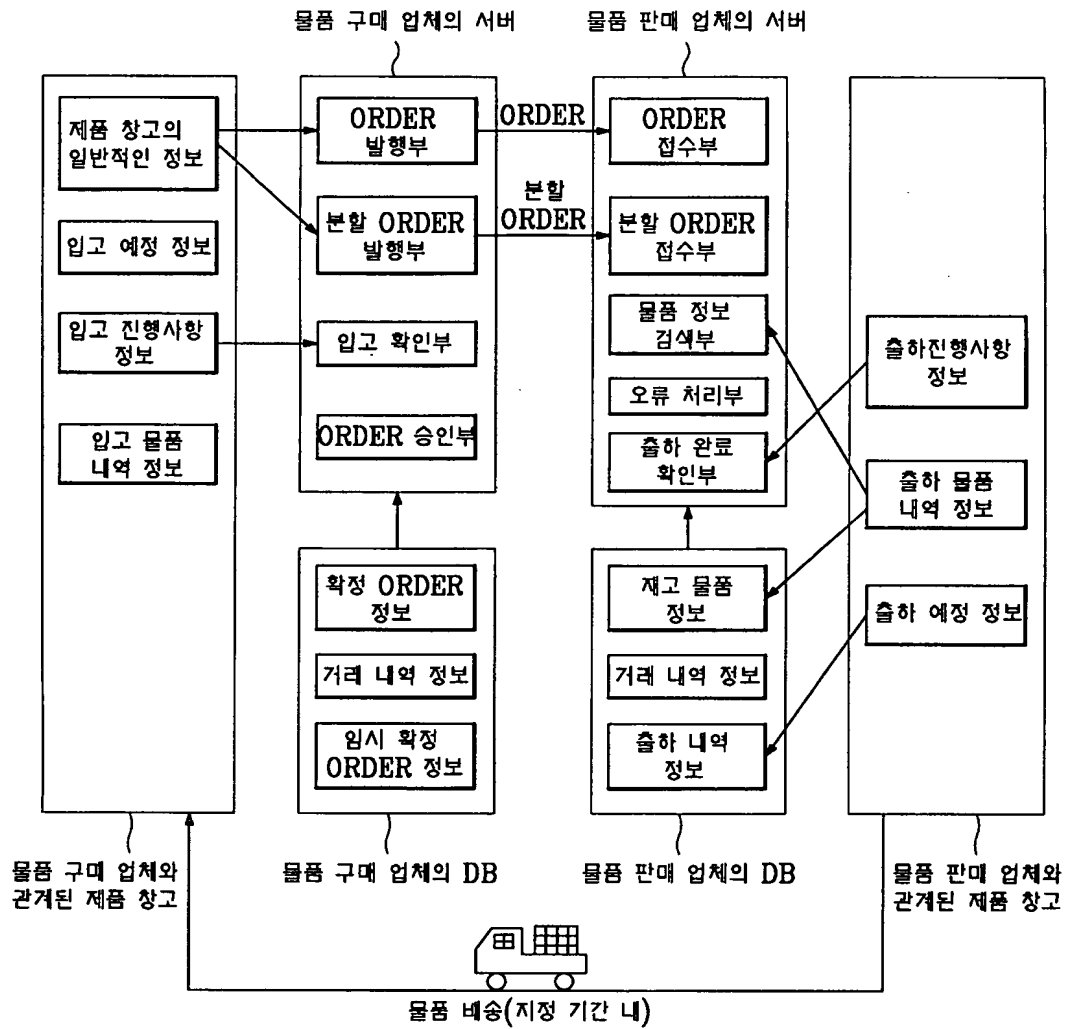 물품 구매 업체의 서버
물품 판매 업체의 서버
제품 창고의
일반적인 정보
입고 예정 정보
입고 진행사항
정보
입고 물품
내역 정보
ORDER
발행부
분할 ORDER
발행부
입고 확인부
ORDER 승인부
ORDER
분할
ORDER
ORDER
접수부
분할 ORDER
접수부
물품 정보
검색부
오류 처리부
출하 완료
확인부
출하진행사항
정보
출하 물품
내역 정보
출하 예정 정보
확정 ORDER
정보
거래 내역 정보
임시 확정
ORDER 정보
재고 물품
정보
거래 내역 정보
출하 내역
정보
물품 구매 업체와
관계된 제품 창고
물품 구매 업체의 DB
물품 판매 업체의 DB
물품 판매 업체와
관계된 제품 창고
물품 배송(지정 기간 내)